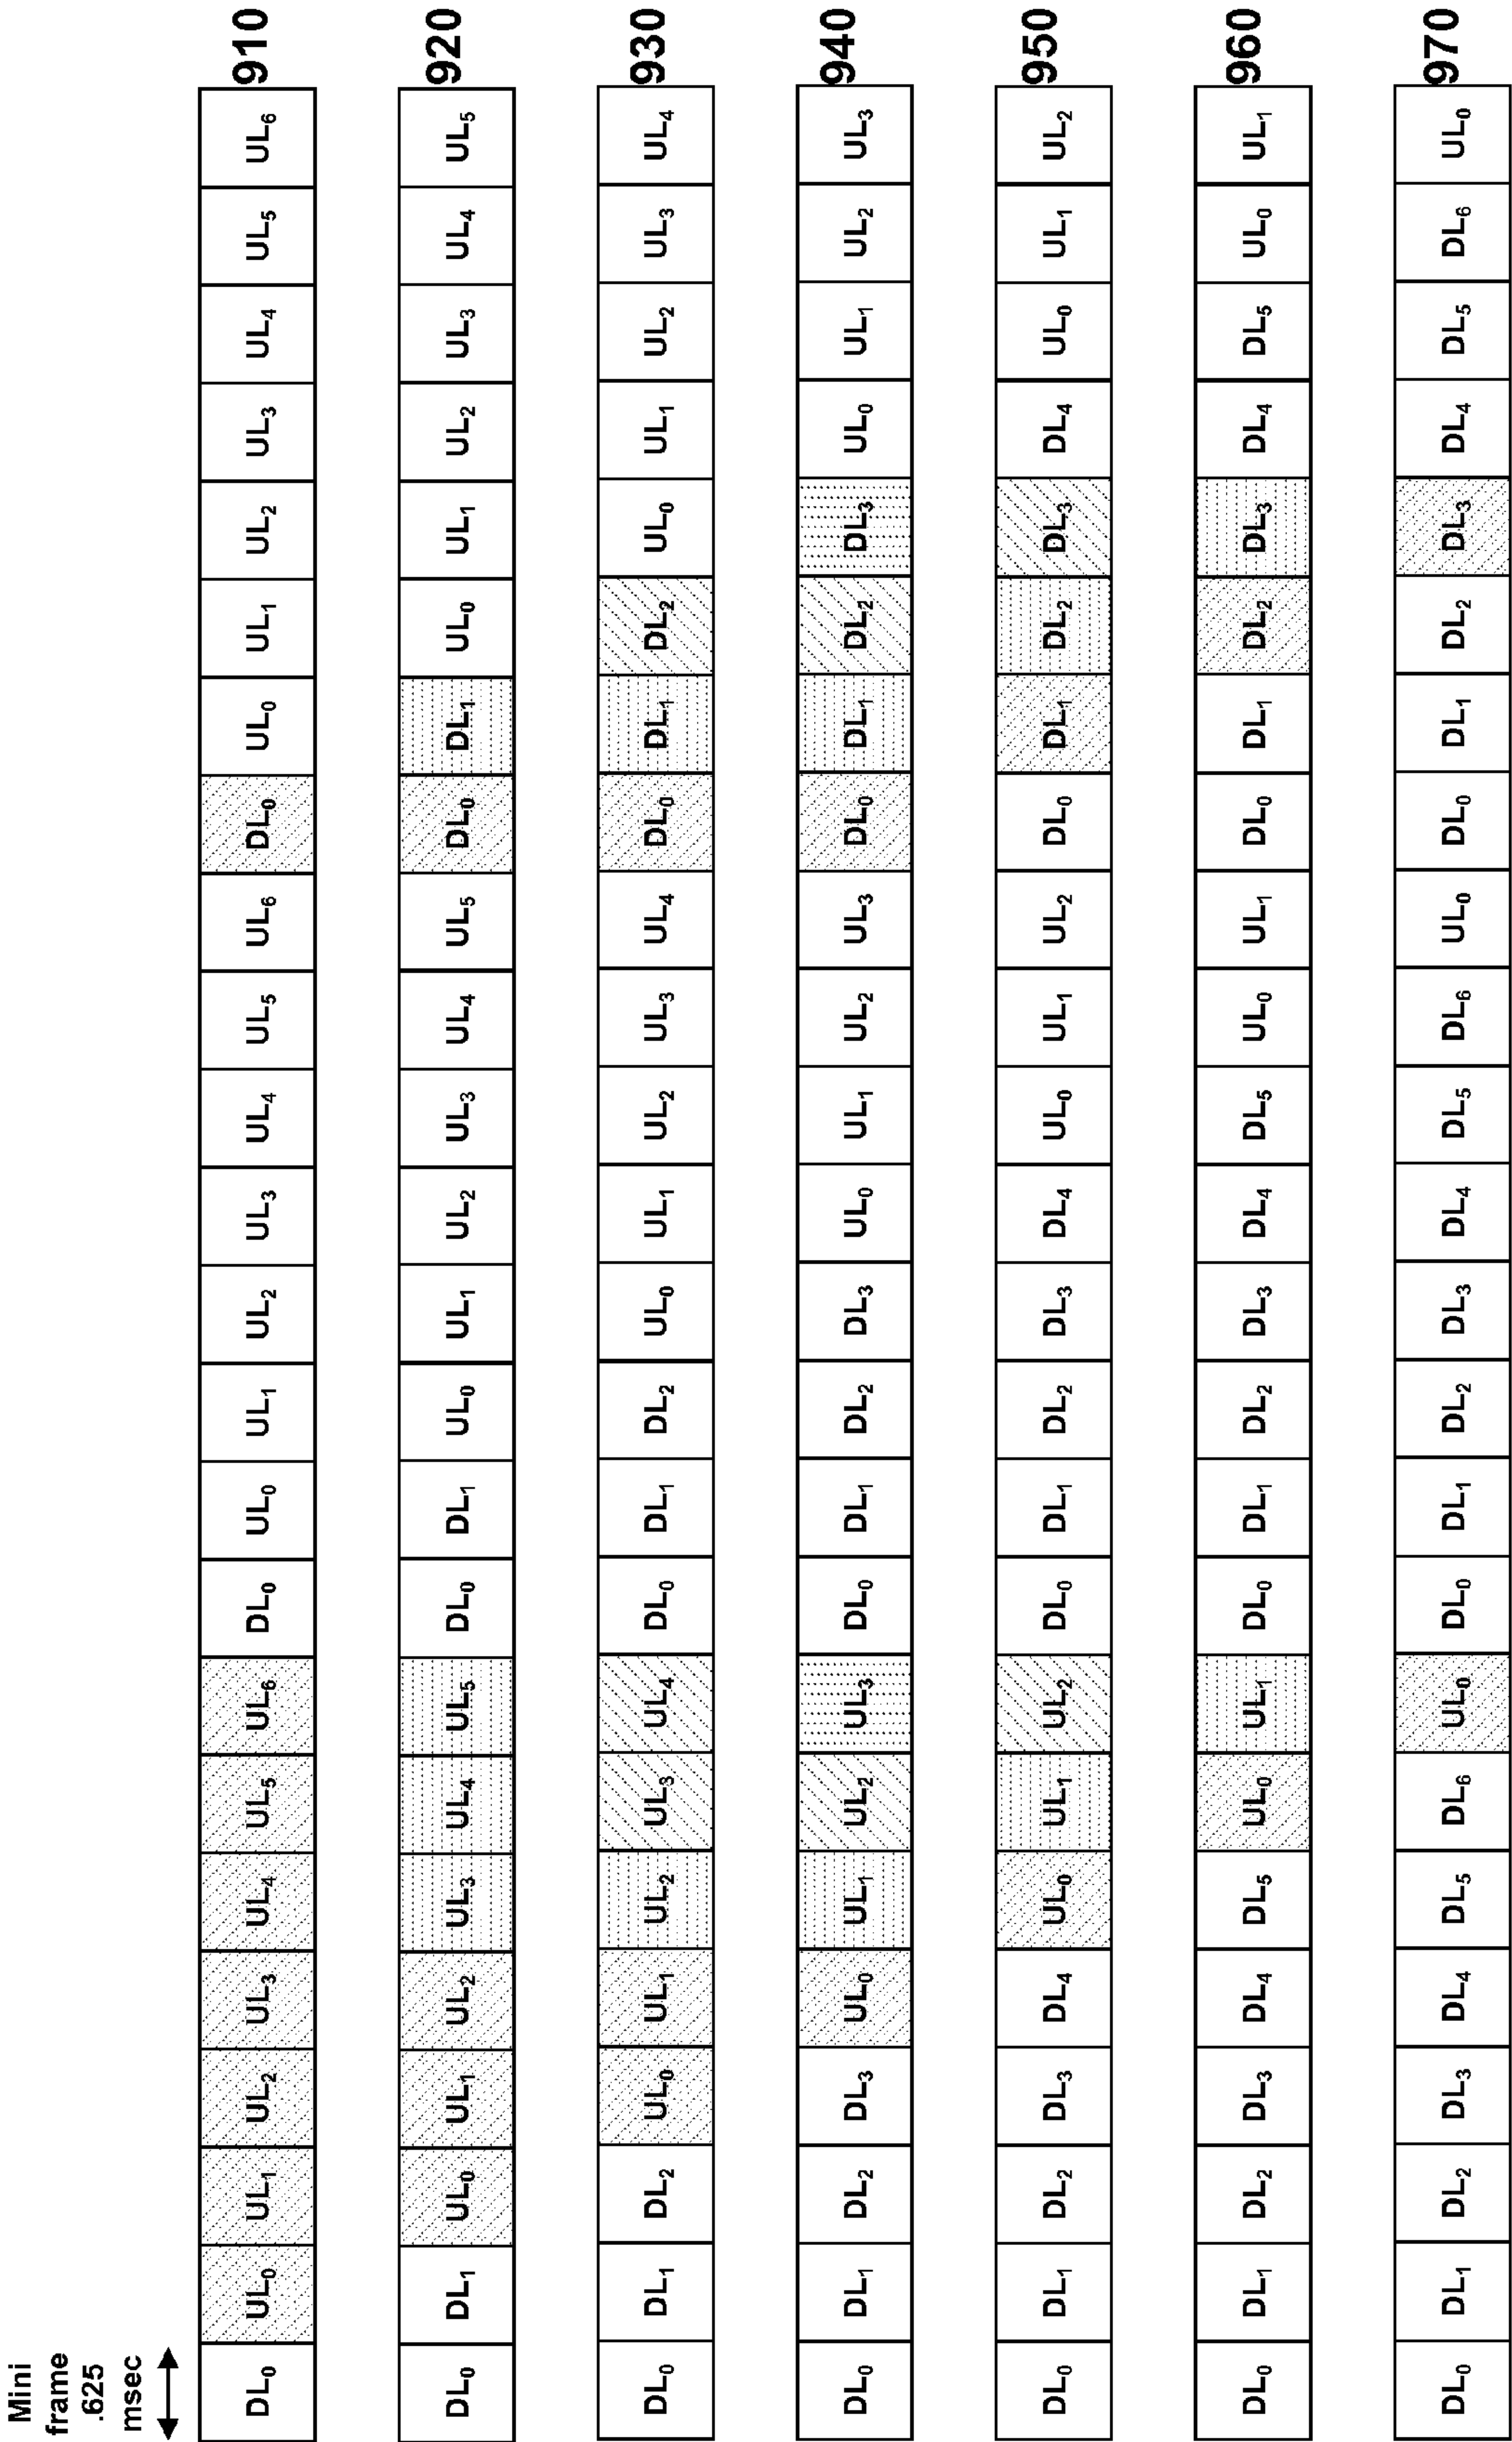 Mini
frame
.625
msec
DL₀ UL₀ UL₁ UL₂ UL₃ UL₄ UL₅ UL₆ DL₀ UL₀ UL₁ UL₂ UL₃ UL₄ UL₅ UL₆ DL₀ UL₀ UL₁ UL₂ UL₃ UL₄ UL₅ UL₆ 910
DL₀ DL₁ UL₀ UL₁ UL₂ UL₃ UL₄ UL₅ DL₀ DL₁ UL₀ UL₁ UL₂ UL₃ UL₄ UL₅ DL₀ DL₁ UL₀ UL₁ UL₂ UL₃ UL₄ UL₅ 920
DL₀ DL₁ DL₂ UL₀ UL₁ UL₂ UL₃ UL₄ DL₀ DL₁ DL₂ UL₀ UL₁ UL₂ UL₃ UL₄ DL₀ DL₁ DL₂ UL₀ UL₁ UL₂ UL₃ UL₄ 930
DL₀ DL₁ DL₂ DL₃ UL₀ UL₁ UL₂ UL₃ DL₀ DL₁ DL₂ DL₃ UL₀ UL₁ UL₂ UL₃ DL₀ DL₁ DL₂ DL₃ UL₀ UL₁ UL₂ UL₃ 940
DL₀ DL₁ DL₂ DL₃ DL₄ UL₀ UL₁ UL₂ DL₀ DL₁ DL₂ DL₃ DL₄ UL₀ UL₁ UL₂ DL₀ DL₁ DL₂ DL₃ DL₄ UL₀ UL₁ UL₂ 950
DL₀ DL₁ DL₂ DL₃ DL₄ DL₅ UL₀ UL₁ DL₀ DL₁ DL₂ DL₃ DL₄ DL₅ UL₀ UL₁ DL₀ DL₁ DL₂ DL₃ DL₄ DL₅ UL₀ UL₁ 960
DL₀ DL₁ DL₂ DL₃ DL₄ DL₅ DL₆ UL₀ DL₀ DL₁ DL₂ DL₃ DL₄ DL₅ DL₆ UL₀ DL₀ DL₁ DL₂ DL₃ DL₄ DL₅ DL₆ UL₀ 970